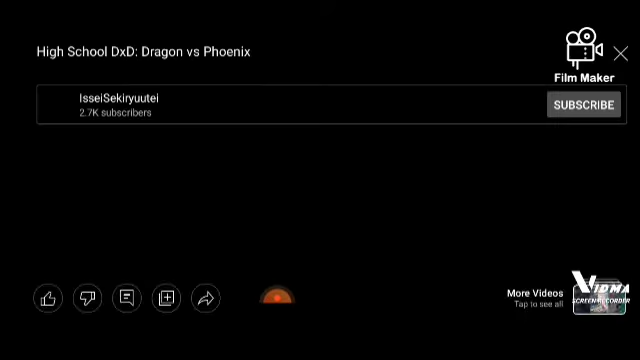 High School DxD: Dragon vs Phoenix
Film Maker
IsseiSekiryuutei
2.7K subscribers
SUBSCRIBE
More Videos
Tap to see all
VIDMA
SCREEN RECORDER